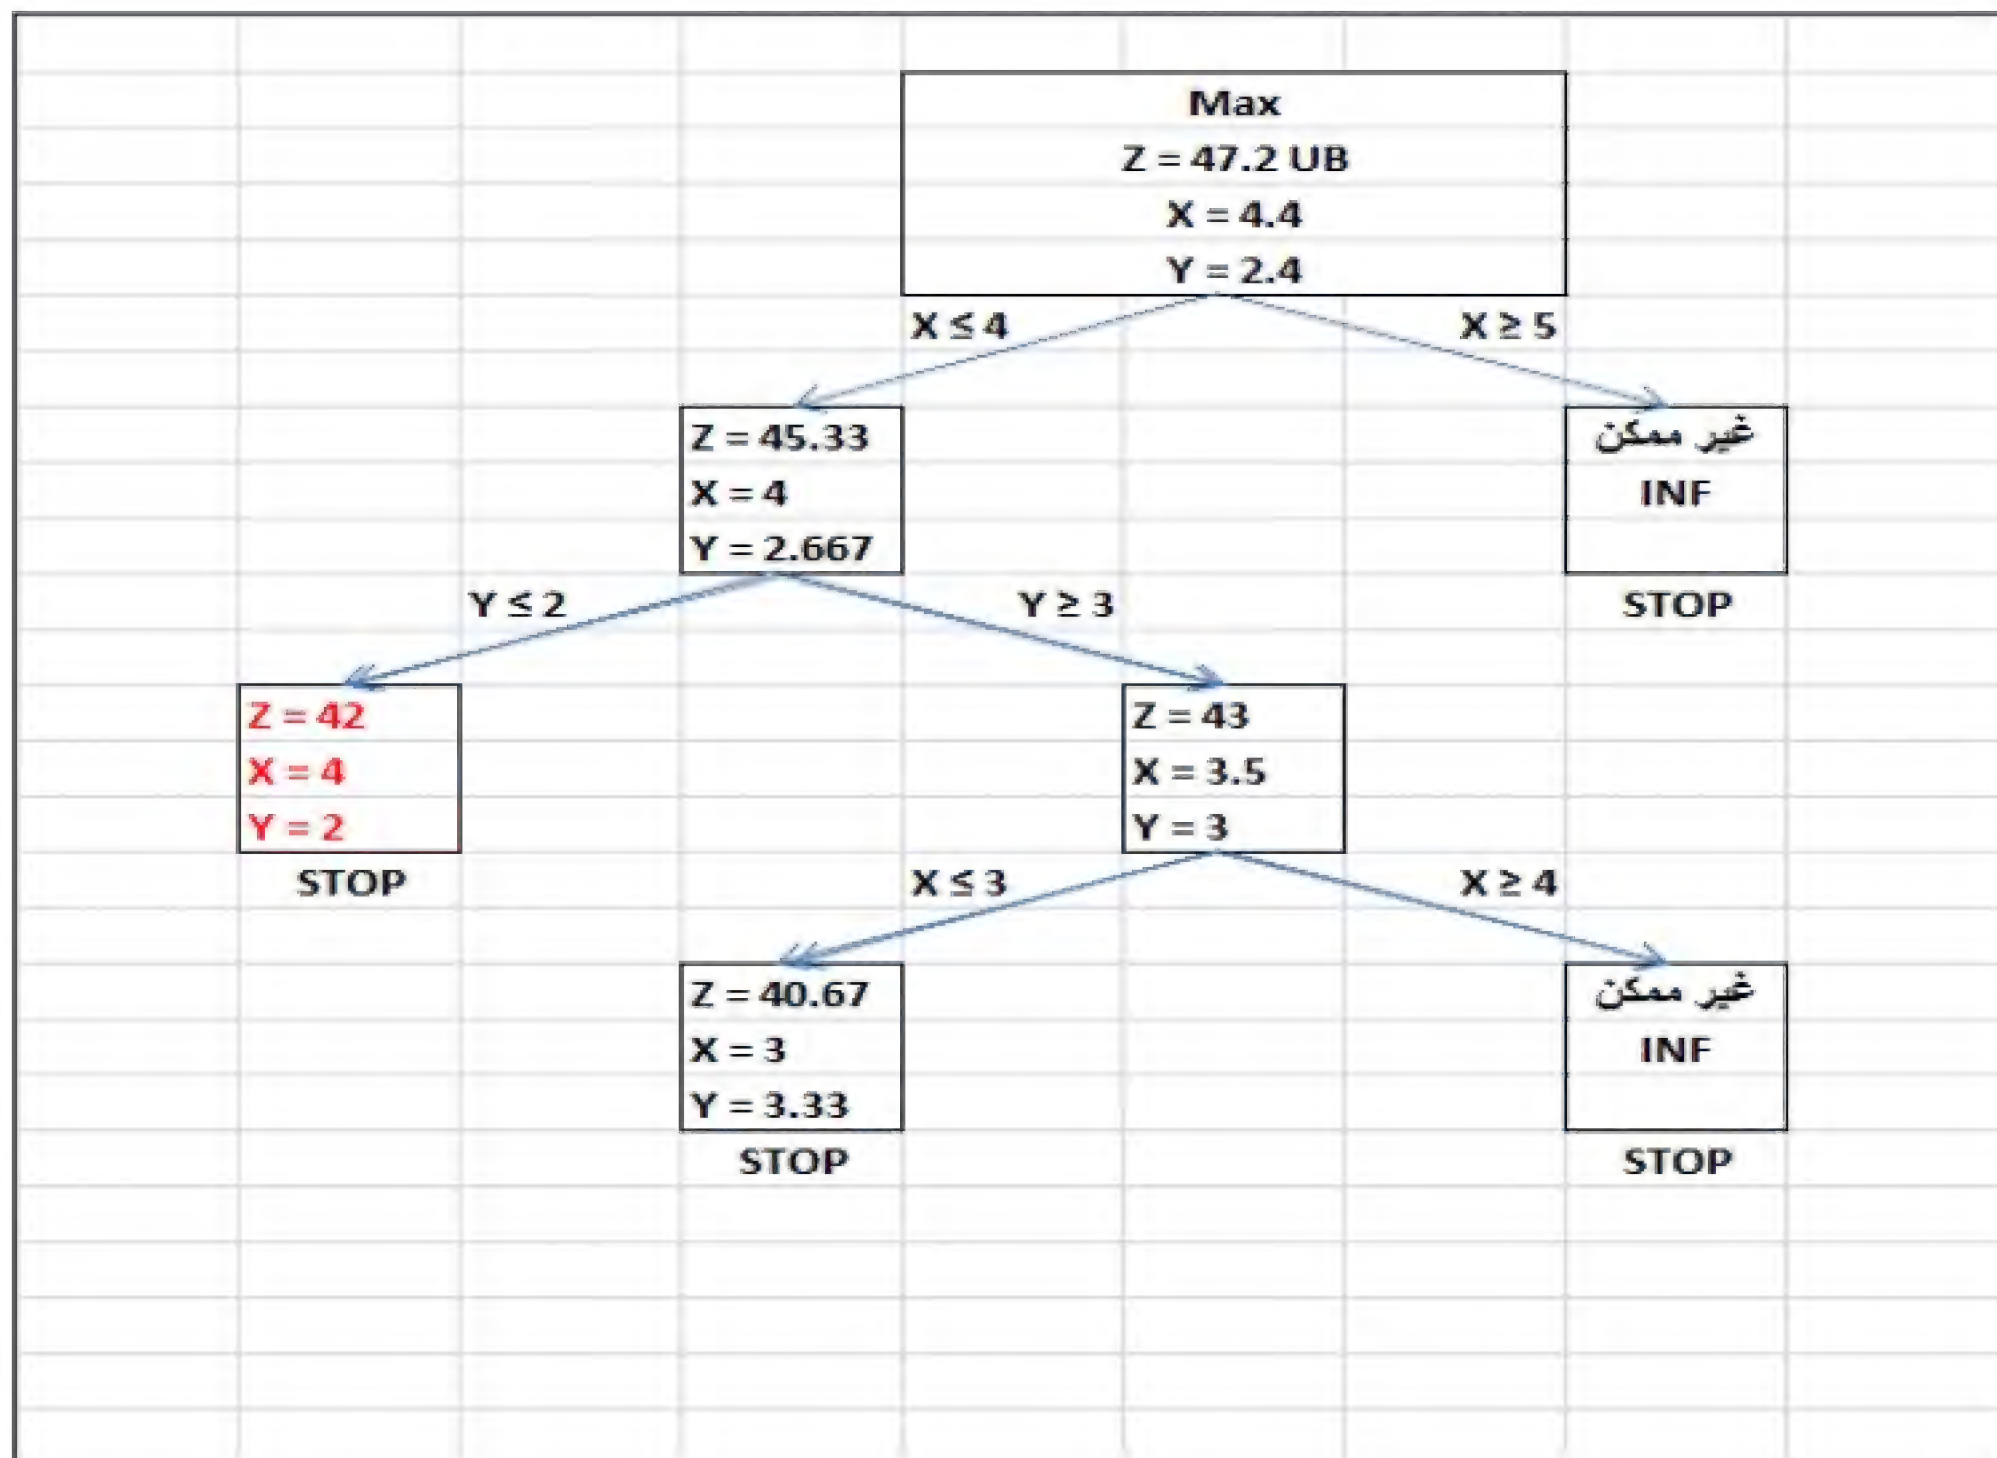 Max
Z = 47.2 UB
X = 4.4
Y = 2.4
X ≤ 4
X ≥ 5
Z = 45.33
X = 4
Y = 2.667
غير ممكن
INF
STOP
Y ≤ 2
Y ≥ 3
Z = 42
X = 4
Y = 2
STOP
Z = 43
X = 3.5
Y = 3
X ≤ 3
X ≥ 4
Z = 40.67
X = 3
Y = 3.33
STOP
غير ممكن
INF
STOP